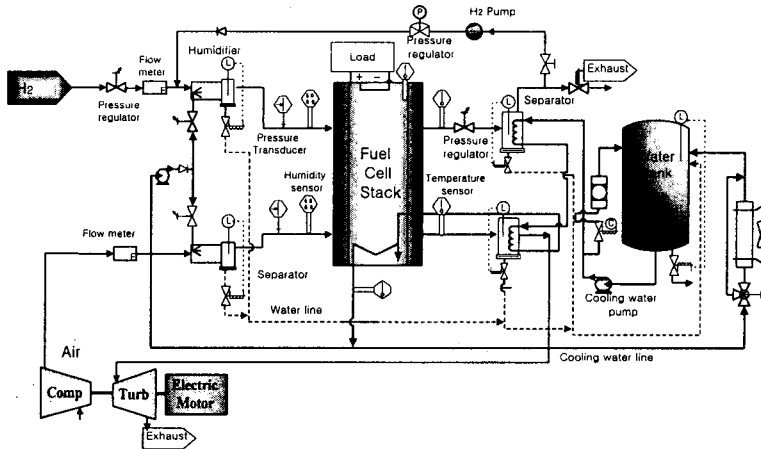 P
H2 Pump
Humidifier
Load
Pressure
regulator
Exhaust
Flow
meter
L
+ -
Separator
H2
Pressure
regulator
L
L
Pressure
Transducer
Fuel
Cell
Stack
Pressure
regulator
Water
Tank
Humidity
sensor
Temperature
sensor
Flow meter
L
L
C
Separator
Cooling water
pump
Water line
Air
Cooling water line
Comp
Turb
Electric
Motor
Exhaust